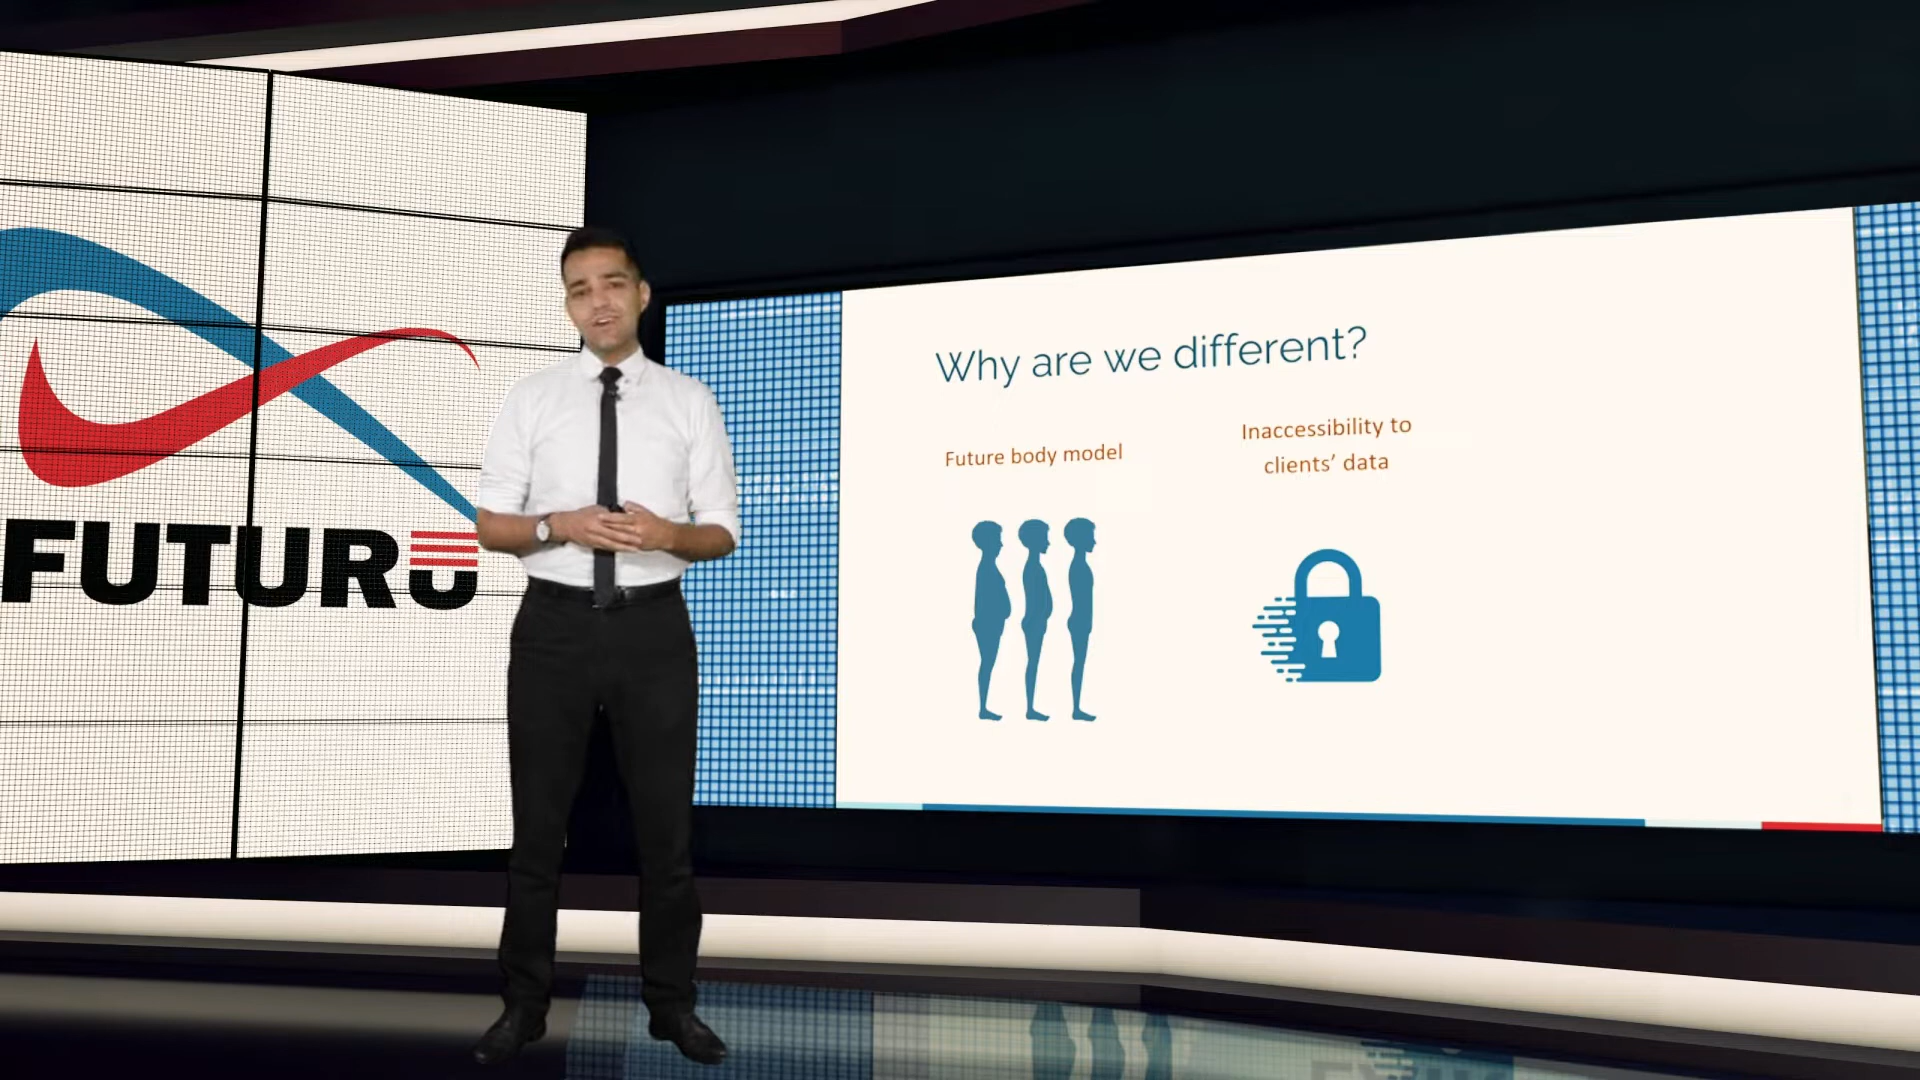 FUTURU
Why are we different?
Future body model
Inaccessibility to
clients’ data